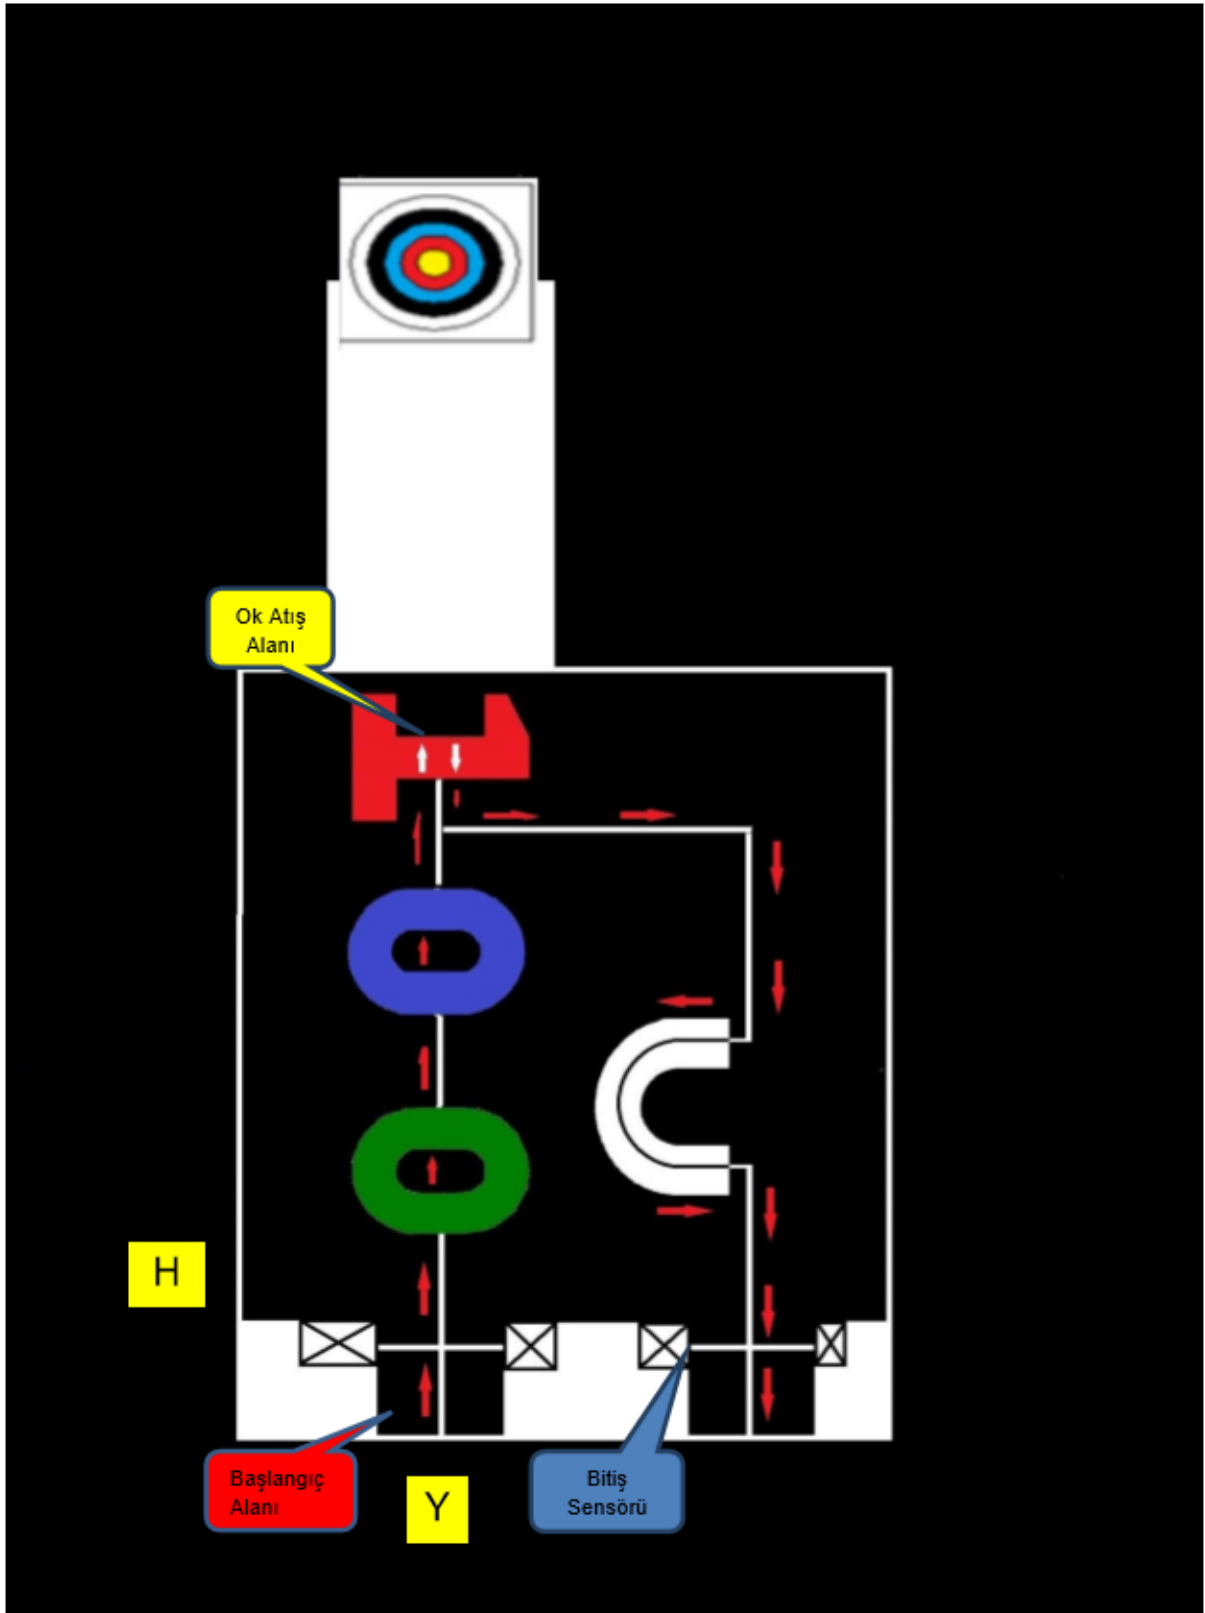 Ok Atış
Alanı
H
Başlangıç
Alanı
Y
Bitiş
Sensörü